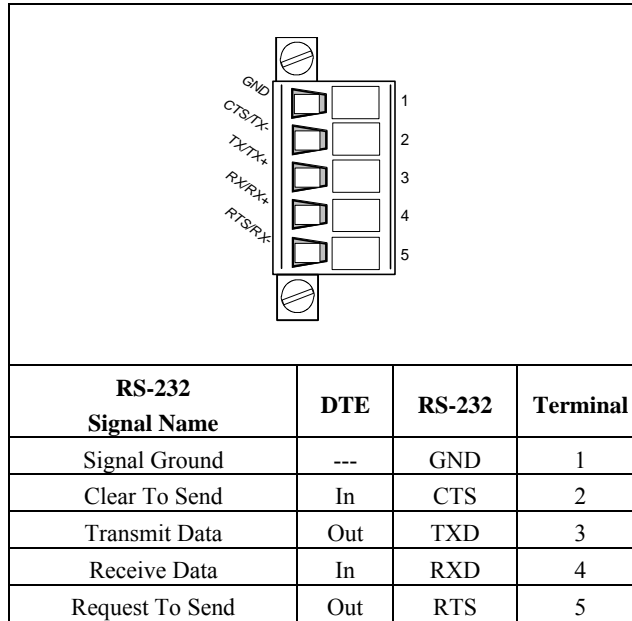 GND
CTS/TX-
TX/TX+
RX/RX+
RTS/RX-
1
2
3
4
5
RS-232
Signal Name
DTE
RS-232
Terminal
Signal Ground --- GND 1
Clear To Send In CTS 2
Transmit Data Out TXD 3
Receive Data In RXD 4
Request To Send Out RTS 5